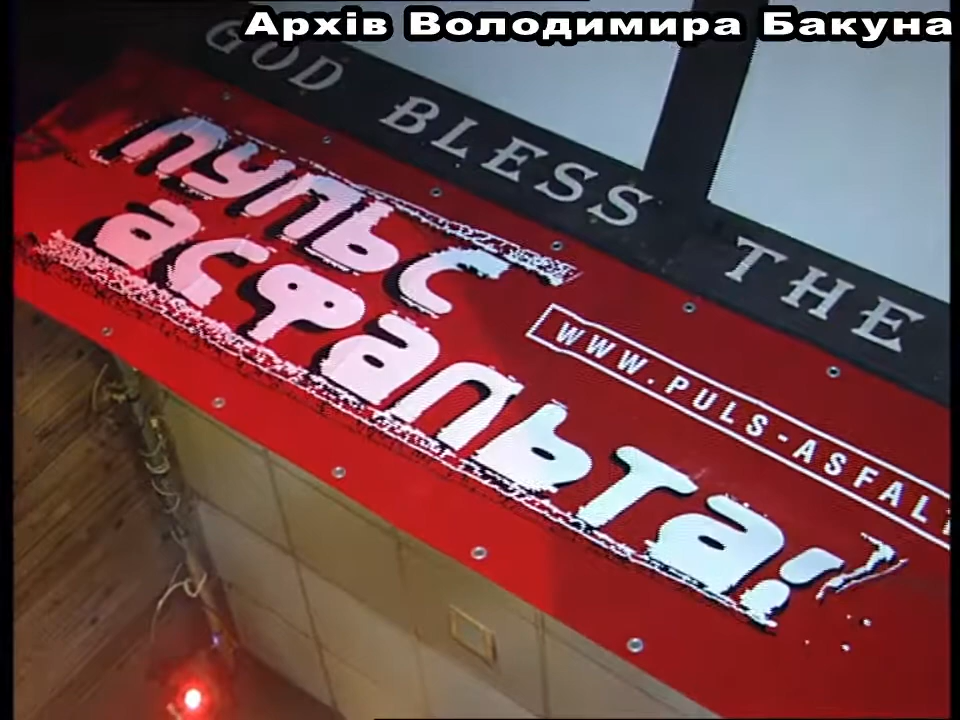 Архів Володимира Бакуна
GOD BLESS THE
пульс
асфальта!
WWW.PULS-ASFAL